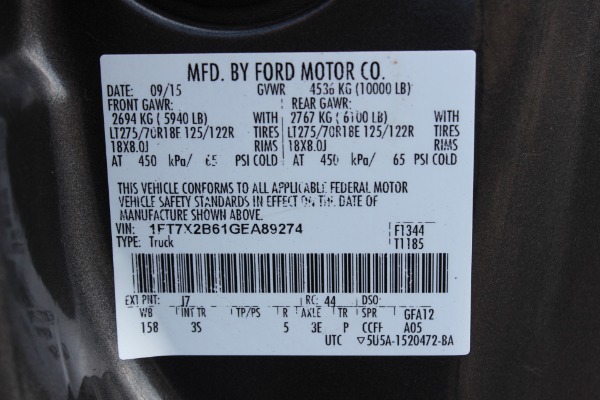 MFD. BY FORD MOTOR CO.
DATE: 09/15 GVWR 4536 KG (10000 LB)
FRONT GAWR: REAR GAWR:
2694 KG ( 5940 LB) WITH 2767 KG ( 6100 LB) WITH
LT275/70R18E 125/122R TIRES LT275/70R18E 125/122R TIRES
18X8.0J RIMS 18X8.0J RIMS
AT 450 kPa/ 65 PSI COLD AT 450 kPa/ 65 PSI COLD
THIS VEHICLE CONFORMS TO ALL APPLICABLE FEDERAL MOTOR
VEHICLE SAFETY STANDARDS IN EFFECT ON THE DATE OF
MANUFACTURE SHOWN ABOVE.
VIN: 1FT7X2B61GEA89274 F1344
TYPE: Truck T1185
EXT PNT: J7 RC: 44 DSO:
WB INT TR TP/PS R AXLE TR SPR GFA12
158 3S 5 3E P CCFF A05
UTC ▽5U5A-1520472-BA